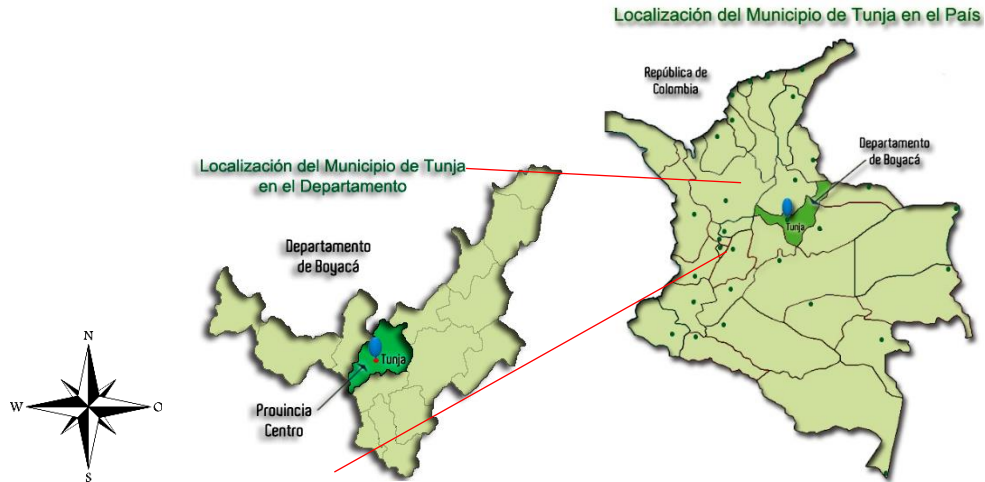 Localización del Municipio de Tunja en el País
República de
Colombia
Departamento
de Boyacá
Tunja
Localización del Municipio de Tunja
en el Departamento
Departamento
de Boyacá
Tunja
Provincia
Centro
N
W
O
S